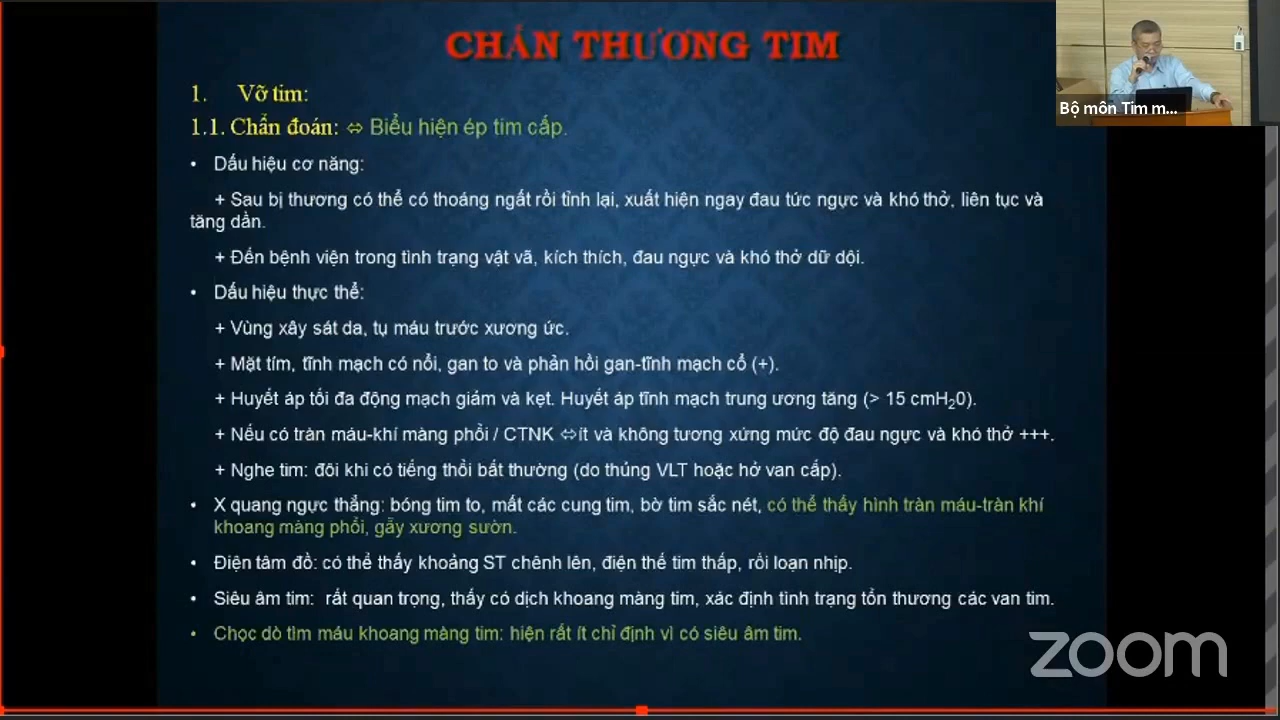 CHẤN THƯƠNG TIM
Bộ môn Tim m...
1. Vỡ tim:
1.1. Chẩn đoán: ⇔ Biểu hiện ép tim cấp.
• Dấu hiệu cơ năng:
+ Sau bị thương có thể có thoáng ngất rồi tỉnh lại, xuất hiện ngay đau tức ngực và khó thở, liên tục và
tăng dần.
+ Đến bệnh viện trong tình trạng vật vã, kích thích, đau ngực và khó thở dữ dội.
• Dấu hiệu thực thể:
+ Vùng xây sát da, tụ máu trước xương ức.
+ Mặt tím, tĩnh mạch có nổi, gan to và phản hồi gan-tĩnh mạch cổ (+).
+ Huyết áp tối đa động mạch giảm và kẹt. Huyết áp tĩnh mạch trung ương tăng (> 15 cmH₂0).
+ Nếu có tràn máu-khí màng phổi / CTNK ⇔ít và không tương xứng mức độ đau ngực và khó thở +++.
+ Nghe tim: đôi khi có tiếng thổi bất thường (do thủng VLT hoặc hở van cấp).
• X quang ngực thẳng: bóng tim to, mất các cung tim, bờ tim sắc nét, có thể thấy hình tràn máu-tràn khí
khoang màng phổi, gẫy xương sườn.
• Điện tâm đồ: có thể thấy khoảng ST chênh lên, điện thế tim thấp, rối loạn nhịp.
• Siêu âm tim: rất quan trọng, thấy có dịch khoang màng tim, xác định tình trạng tổn thương các van tim.
• Chọc dò tìm máu khoang màng tim: hiện rất ít chỉ định vì có siêu âm tim.
zoom